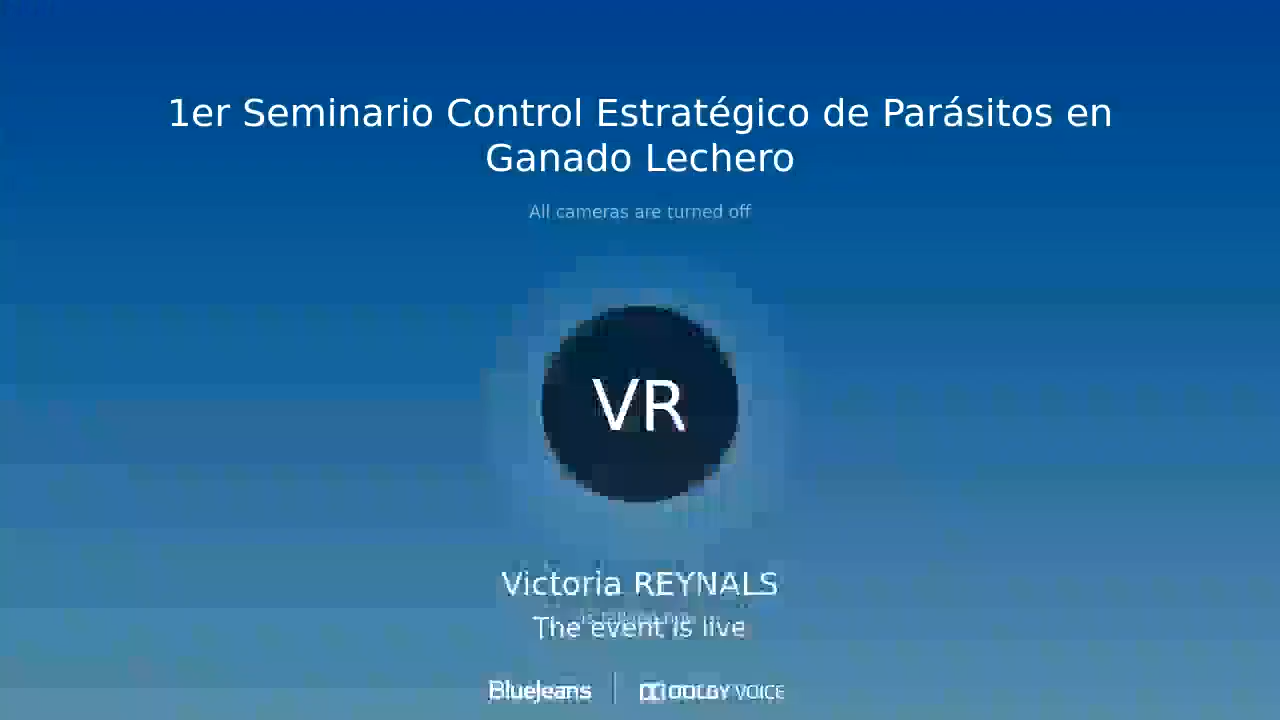 1er Seminario Control Estratégico de Parásitos en
Ganado Lechero
All cameras are turned off
VR
Victoria REYNALS
The event is live
BlueJeans
DOLBY VOICE